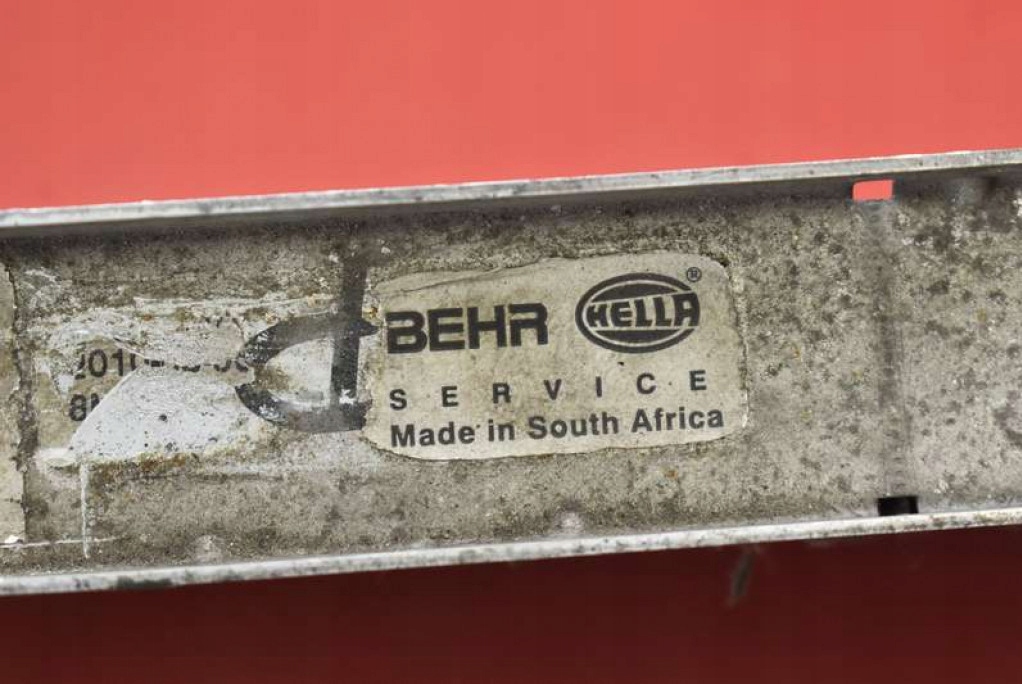 BEHR HELLA®
SERVICE
Made in South Africa